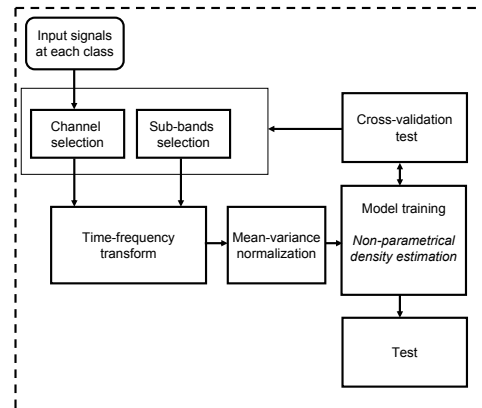 Input signals
at each class
Channel
selection
Sub-bands
selection
Cross-validation
test
Time-frequency
transform
Mean-variance
normalization
Model training
Non-parametrical
density estimation
Test